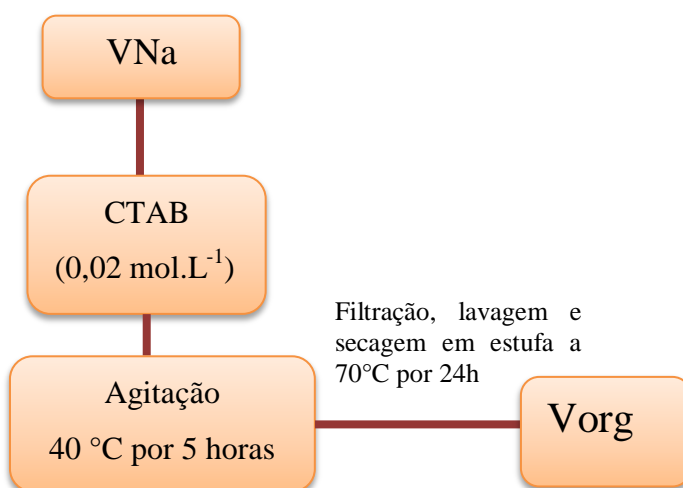 VNa
CTAB
(0,02 mol.L⁻¹)
Agitação
40 °C por 5 horas
Filtração, lavagem e
secagem em estufa a
70°C por 24h
Vorg